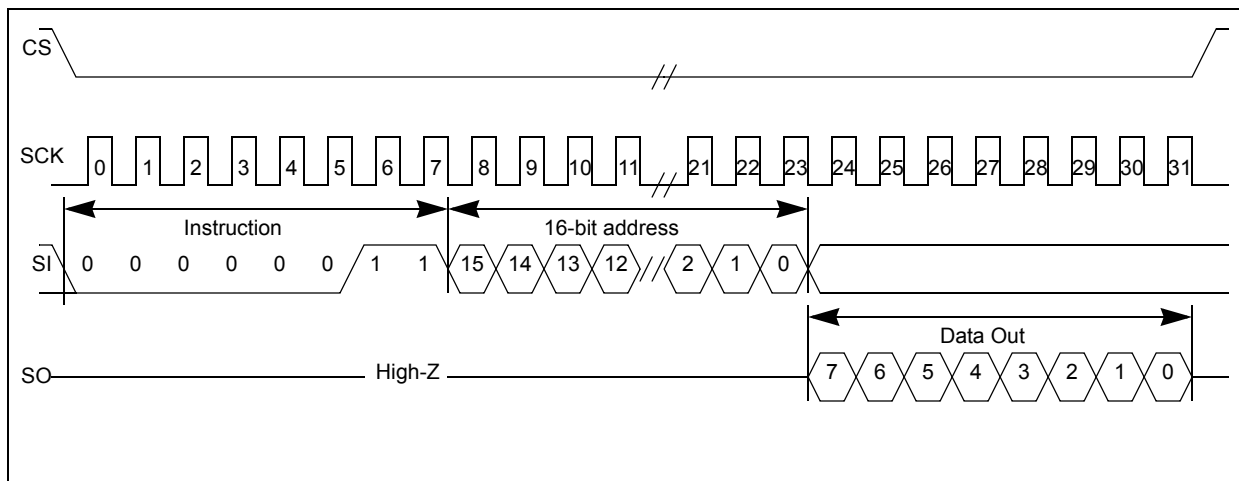 CS
SCK 0 1 2 3 4 5 6 7 8 9 10 11 21 22 23 24 25 26 27 28 29 30 31
Instruction 16-bit address
SI 0 0 0 0 0 0 1 1 15 14 13 12 2 1 0
Data Out
SO High-Z 7 6 5 4 3 2 1 0